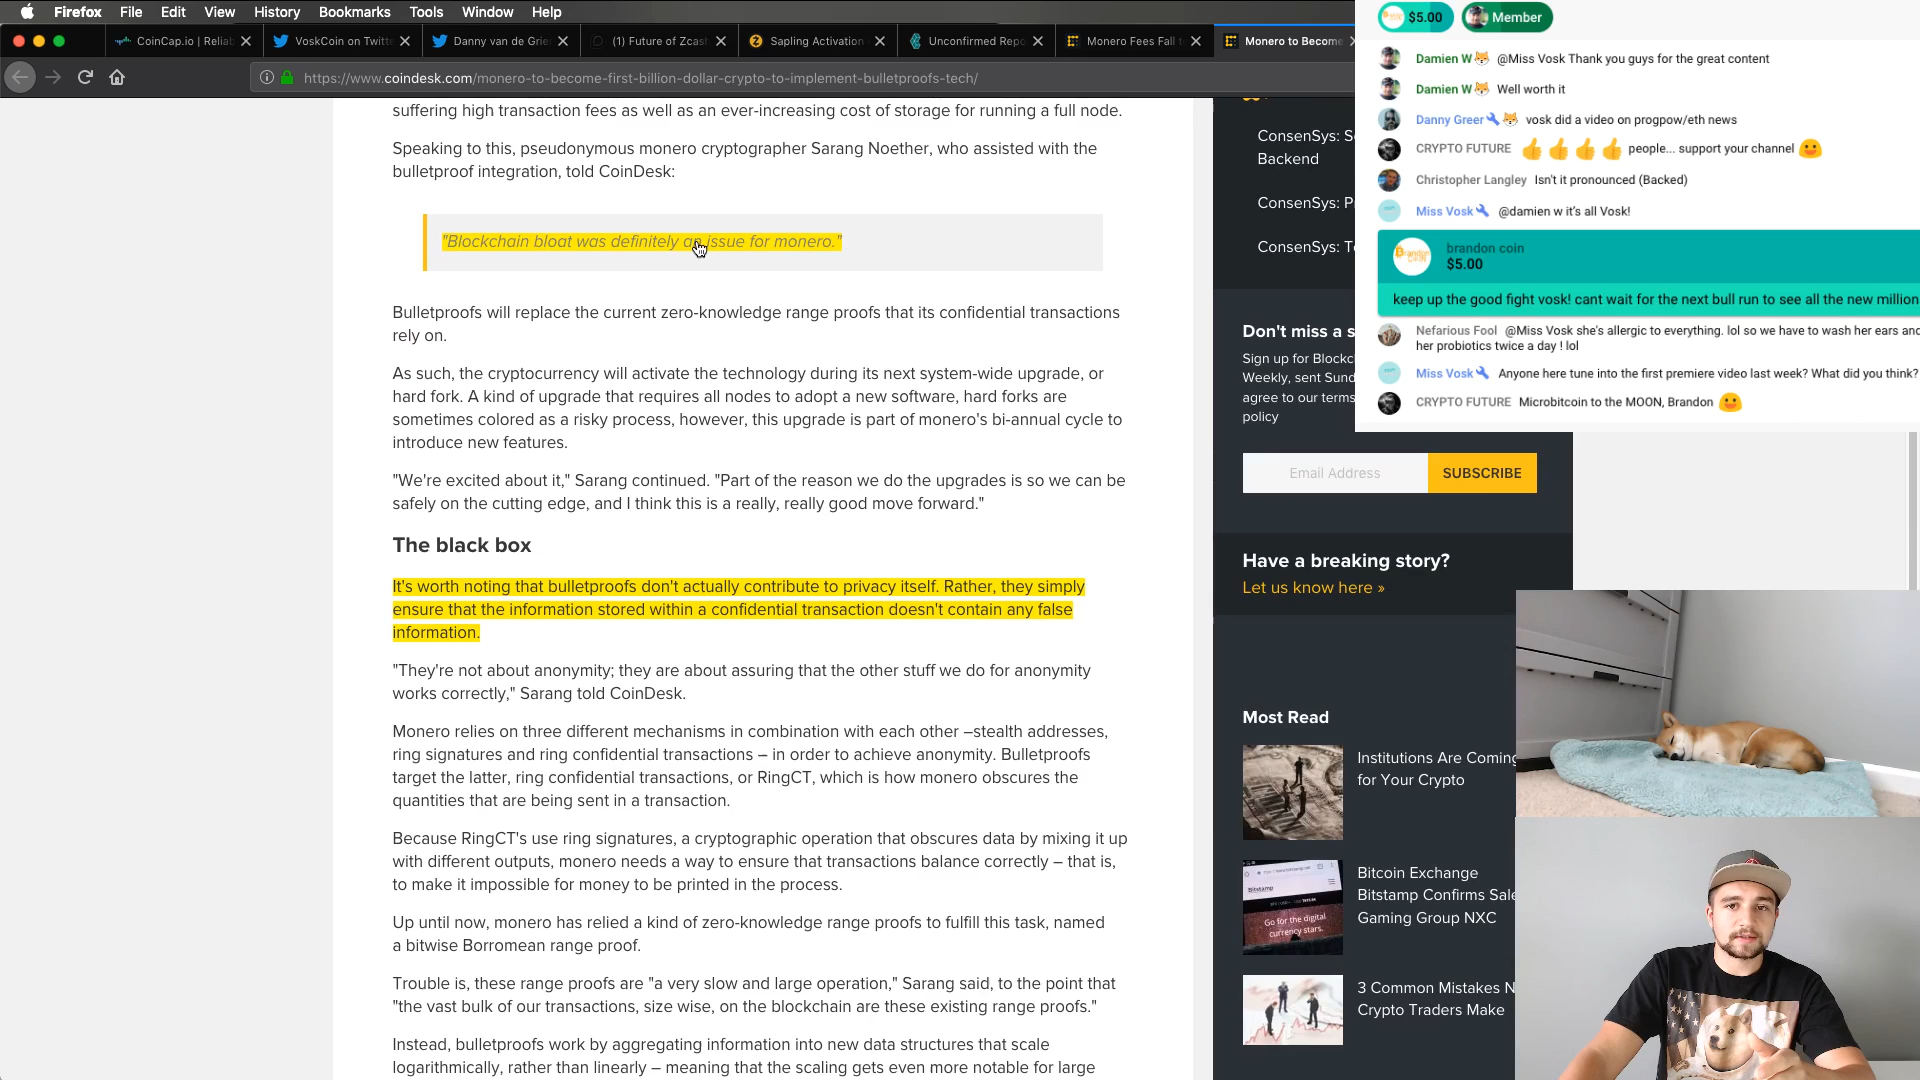 Firefox File Edit View History Bookmarks Tools Window Help
CoinCap.io | Reliab
VoskCoin on Twitte
Danny van de Grie
(1) Future of Zcash
Sapling Activation
Unconfirmed Repo
Monero Fees Fall t
Monero to Become
https://www.coindesk.com/monero-to-become-first-billion-dollar-crypto-to-implement-bulletproofs-tech/
suffering high transaction fees as well as an ever-increasing cost of storage for running a full node.
Speaking to this, pseudonymous monero cryptographer Sarang Noether, who assisted with the
bulletproof integration, told CoinDesk:
"Blockchain bloat was definitely an issue for monero."
Bulletproofs will replace the current zero-knowledge range proofs that its confidential transactions
rely on.
As such, the cryptocurrency will activate the technology during its next system-wide upgrade, or
hard fork. A kind of upgrade that requires all nodes to adopt a new software, hard forks are
sometimes colored as a risky process, however, this upgrade is part of monero's bi-annual cycle to
introduce new features.
"We're excited about it," Sarang continued. "Part of the reason we do the upgrades is so we can be
safely on the cutting edge, and I think this is a really, really good move forward."
The black box
It's worth noting that bulletproofs don't actually contribute to privacy itself. Rather, they simply
ensure that the information stored within a confidential transaction doesn't contain any false
information.
"They're not about anonymity; they are about assuring that the other stuff we do for anonymity
works correctly," Sarang told CoinDesk.
Monero relies on three different mechanisms in combination with each other –stealth addresses,
ring signatures and ring confidential transactions – in order to achieve anonymity. Bulletproofs
target the latter, ring confidential transactions, or RingCT, which is how monero obscures the
quantities that are being sent in a transaction.
Because RingCT's use ring signatures, a cryptographic operation that obscures data by mixing it up
with different outputs, monero needs a way to ensure that transactions balance correctly – that is,
to make it impossible for money to be printed in the process.
Up until now, monero has relied a kind of zero-knowledge range proofs to fulfill this task, named
a bitwise Borromean range proof.
Trouble is, these range proofs are "a very slow and large operation," Sarang said, to the point that
"the vast bulk of our transactions, size wise, on the blockchain are these existing range proofs."
Instead, bulletproofs work by aggregating information into new data structures that scale
logarithmically, rather than linearly – meaning that the scaling gets even more notable for large
ConsenSys: S
Backend
ConsenSys: P
ConsenSys: T
Don't miss a s
Sign up for Blockc
Weekly, sent Sund
agree to our terms
policy
Email Address SUBSCRIBE
Have a breaking story?
Let us know here »
Most Read
Institutions Are Coming
for Your Crypto
Bitstamp
Go for the digital
currency stars.
Bitcoin Exchange
Bitstamp Confirms Sale
Gaming Group NXC
3 Common Mistakes N
Crypto Traders Make
$5.00 Member
Damien W @Miss Vosk Thank you guys for the great content
Damien W Well worth it
Danny Greer vosk did a video on progpow/eth news
CRYPTO FUTURE people... support your channel
Christopher Langley Isn't it pronounced (Backed)
Miss Vosk @damien w it's all Vosk!
Brandon
Coin
brandon coin
$5.00
keep up the good fight vosk! cant wait for the next bull run to see all the new million
Nefarious Fool @Miss Vosk she's allergic to everything. lol so we have to wash her ears and
her probiotics twice a day ! lol
Miss Vosk Anyone here tune into the first premiere video last week? What did you think?
CRYPTO FUTURE Microbitcoin to the MOON, Brandon